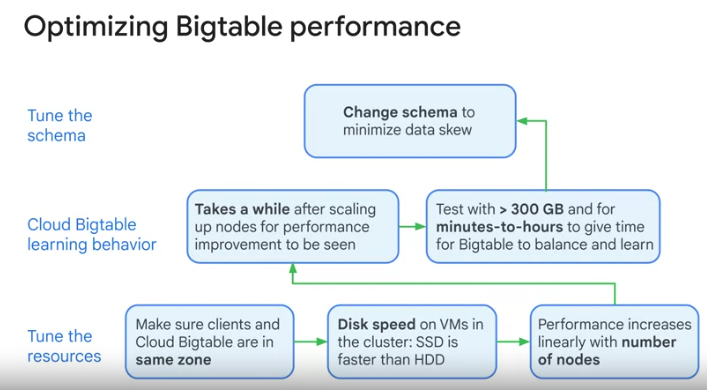 Optimizing Bigtable performance
Tune the
schema
Change schema to
minimize data skew
Cloud Bigtable
learning behavior
Takes a while after scaling
up nodes for performance
improvement to be seen
Test with > 300 GB and for
minutes-to-hours to give time
for Bigtable to balance and learn
Tune the
resources
Make sure clients and
Cloud Bigtable are in
same zone
Disk speed on VMs in
the cluster: SSD is
faster than HDD
Performance increases
linearly with number
of nodes